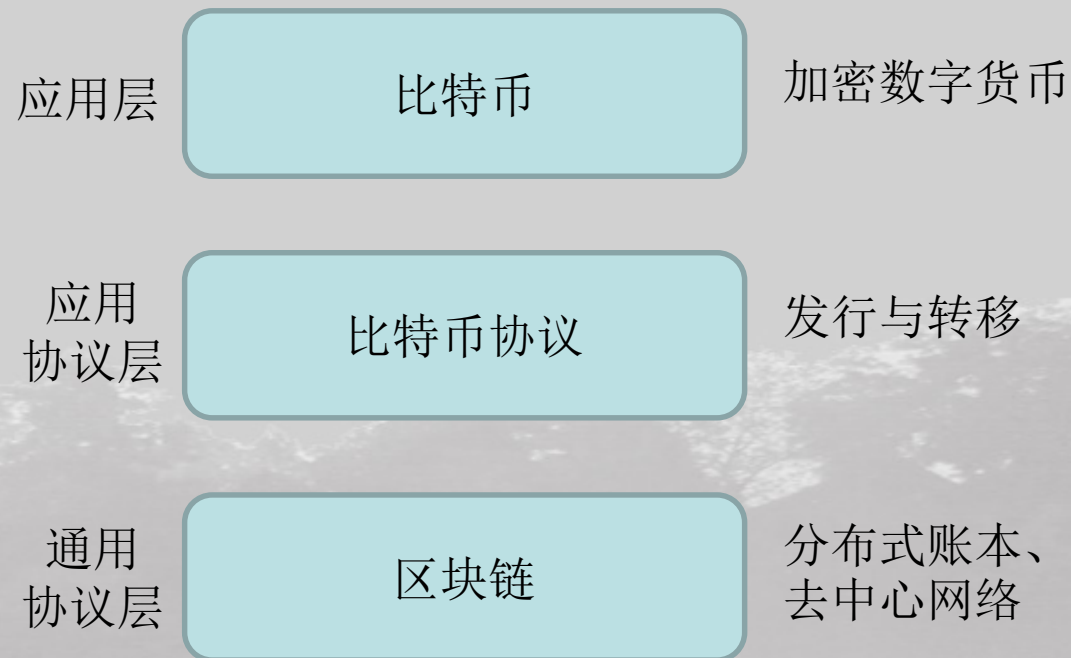 应用层
比特币
加密数字货币
应用
协议层
比特币协议
发行与转移
通用
协议层
区块链
分布式账本、
去中心网络